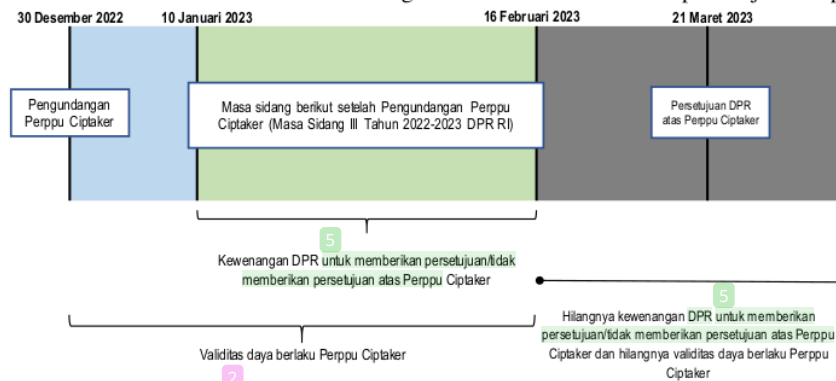 30 Desember 2022
10 Januari 2023
16 Februari 2023
21 Maret 2023
Pengundangan
Perppu Ciptaker
Masa sidang berikut setelah Pengundangan Perppu
Ciptaker (Masa Sidang III Tahun 2022-2023 DPR RI)
Persetujuan DPR
atas Perppu Ciptaker
5
Kewenangan DPR untuk memberikan persetujuan/tidak
memberikan persetujuan atas Perppu Ciptaker
5
Hilangnya kewenangan DPR untuk memberikan
persetujuan/tidak memberikan persetujuan atas Perppu
Ciptaker dan hilangnya validitas daya berlaku Perppu
Ciptaker
Validitas daya berlaku Perppu Ciptaker
2